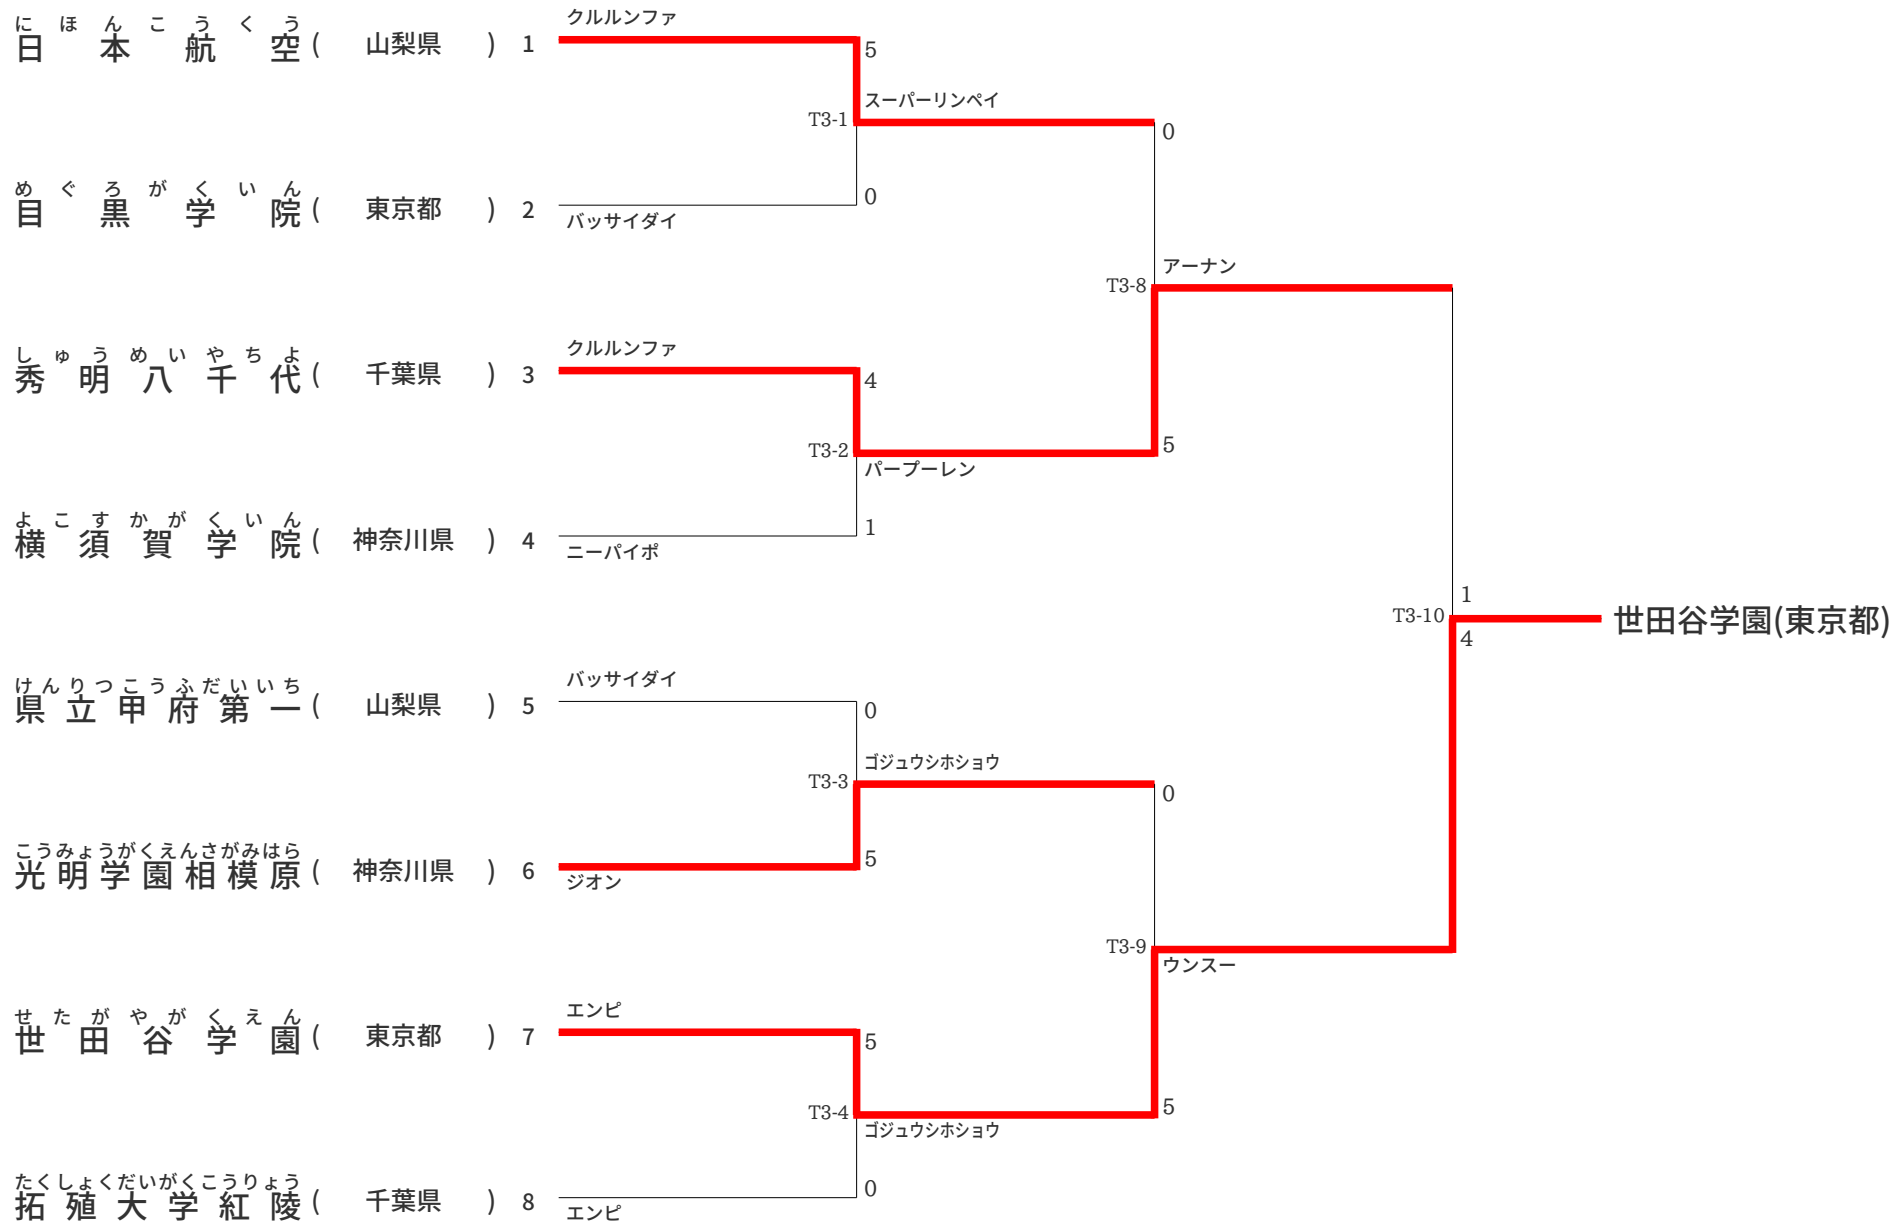 にほんこうくう
日本航空 ( 山梨県 ) 1
クルルンファ
5
T3-1
スーパーリンペイ
0
めぐろがくいん
目黒学院 ( 東京都 ) 2
バッサイダイ
0
T3-8
アーナン
しゅうめいやちよ
秀明八千代 ( 千葉県 ) 3
クルルンファ
4
T3-2
パープーレン
5
よこすかがくいん
横須賀学院 ( 神奈川県 ) 4
ニーパイポ
1
T3-10
1
4
世田谷学園(東京都)
けんりつこうふだいいち
県立甲府第一 ( 山梨県 ) 5
バッサイダイ
0
T3-3
ゴジュウシホショウ
0
こうみょうがくえんさがみはら
光明学園相模原 ( 神奈川県 ) 6
ジオン
5
T3-9
ウンスー
せたがやがくえん
世田谷学園 ( 東京都 ) 7
エンピ
5
T3-4
ゴジュウシホショウ
5
たくしょくだいがくこうりょう
拓殖大学紅陵 ( 千葉県 ) 8
エンピ
0